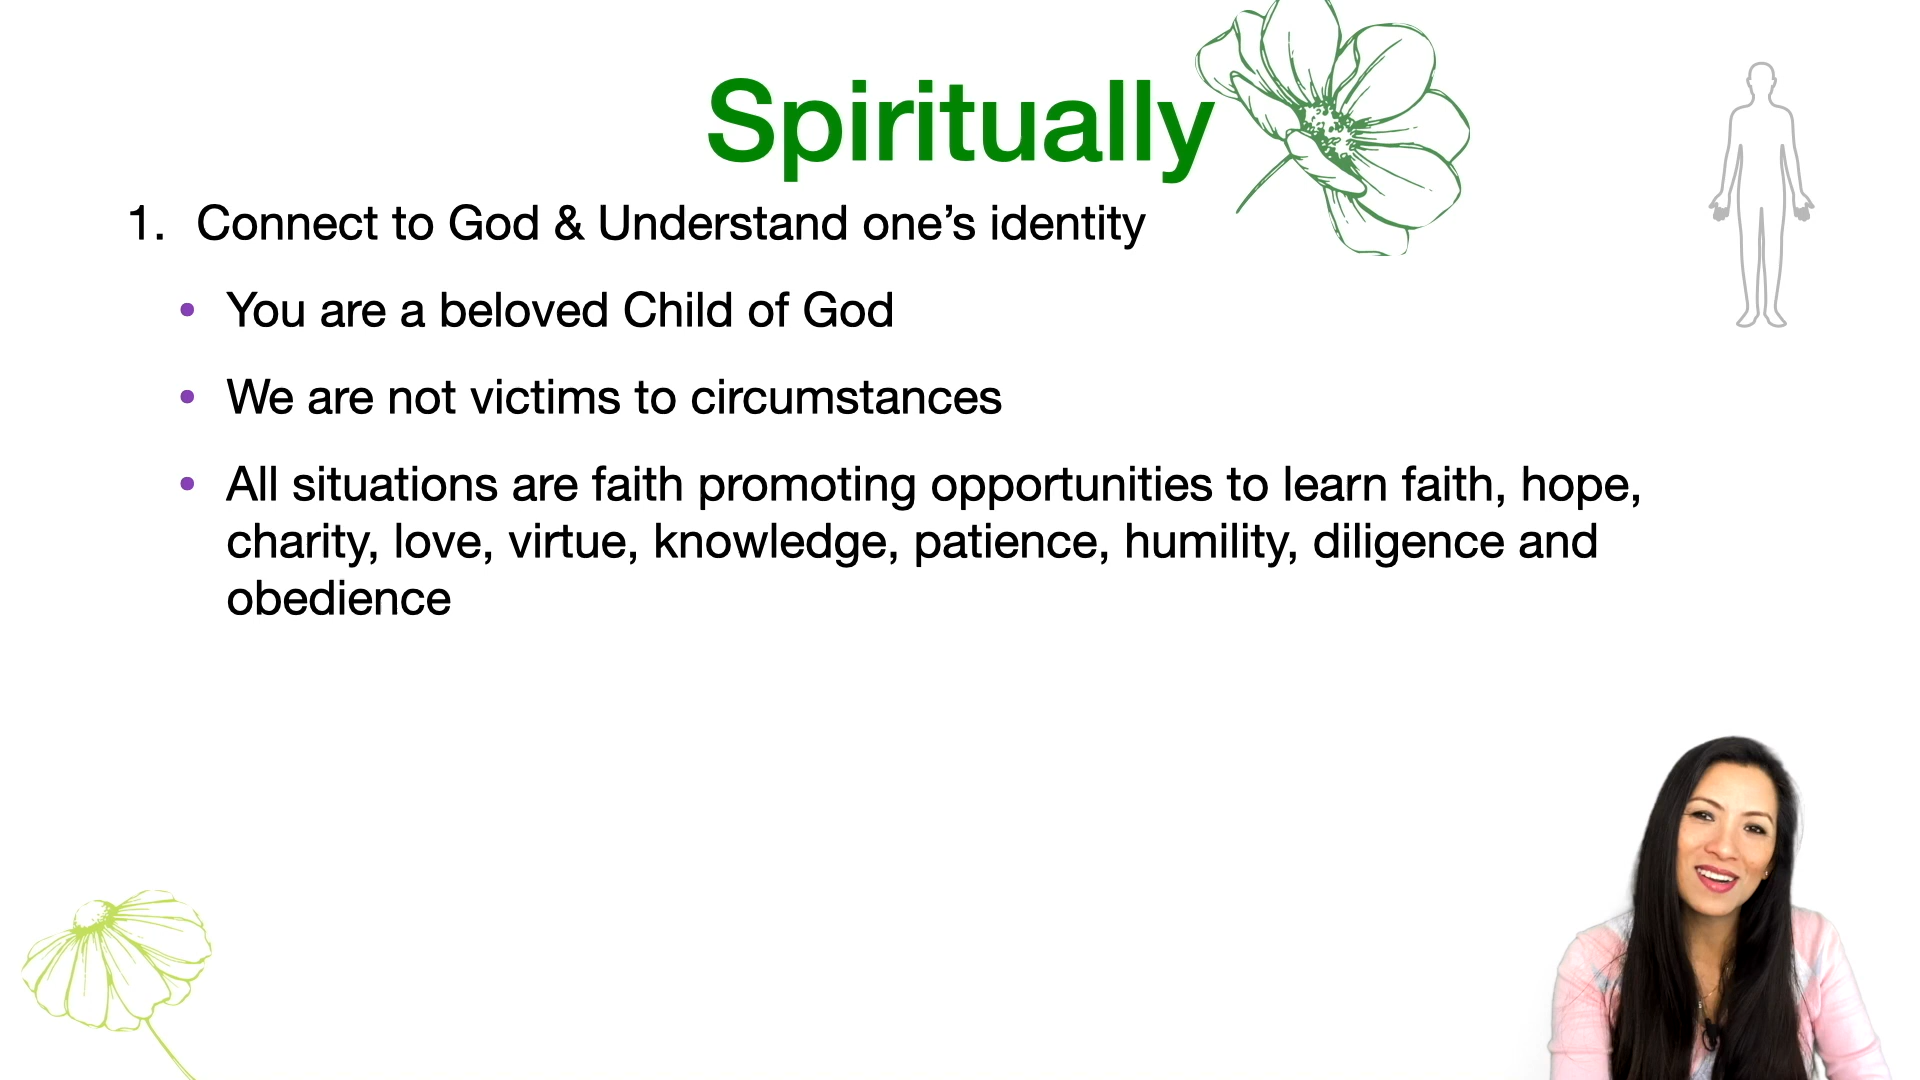 Spiritually
1. Connect to God & Understand one’s identity
• You are a beloved Child of God
• We are not victims to circumstances
• All situations are faith promoting opportunities to learn faith, hope,
charity, love, virtue, knowledge, patience, humility, diligence and
obedience